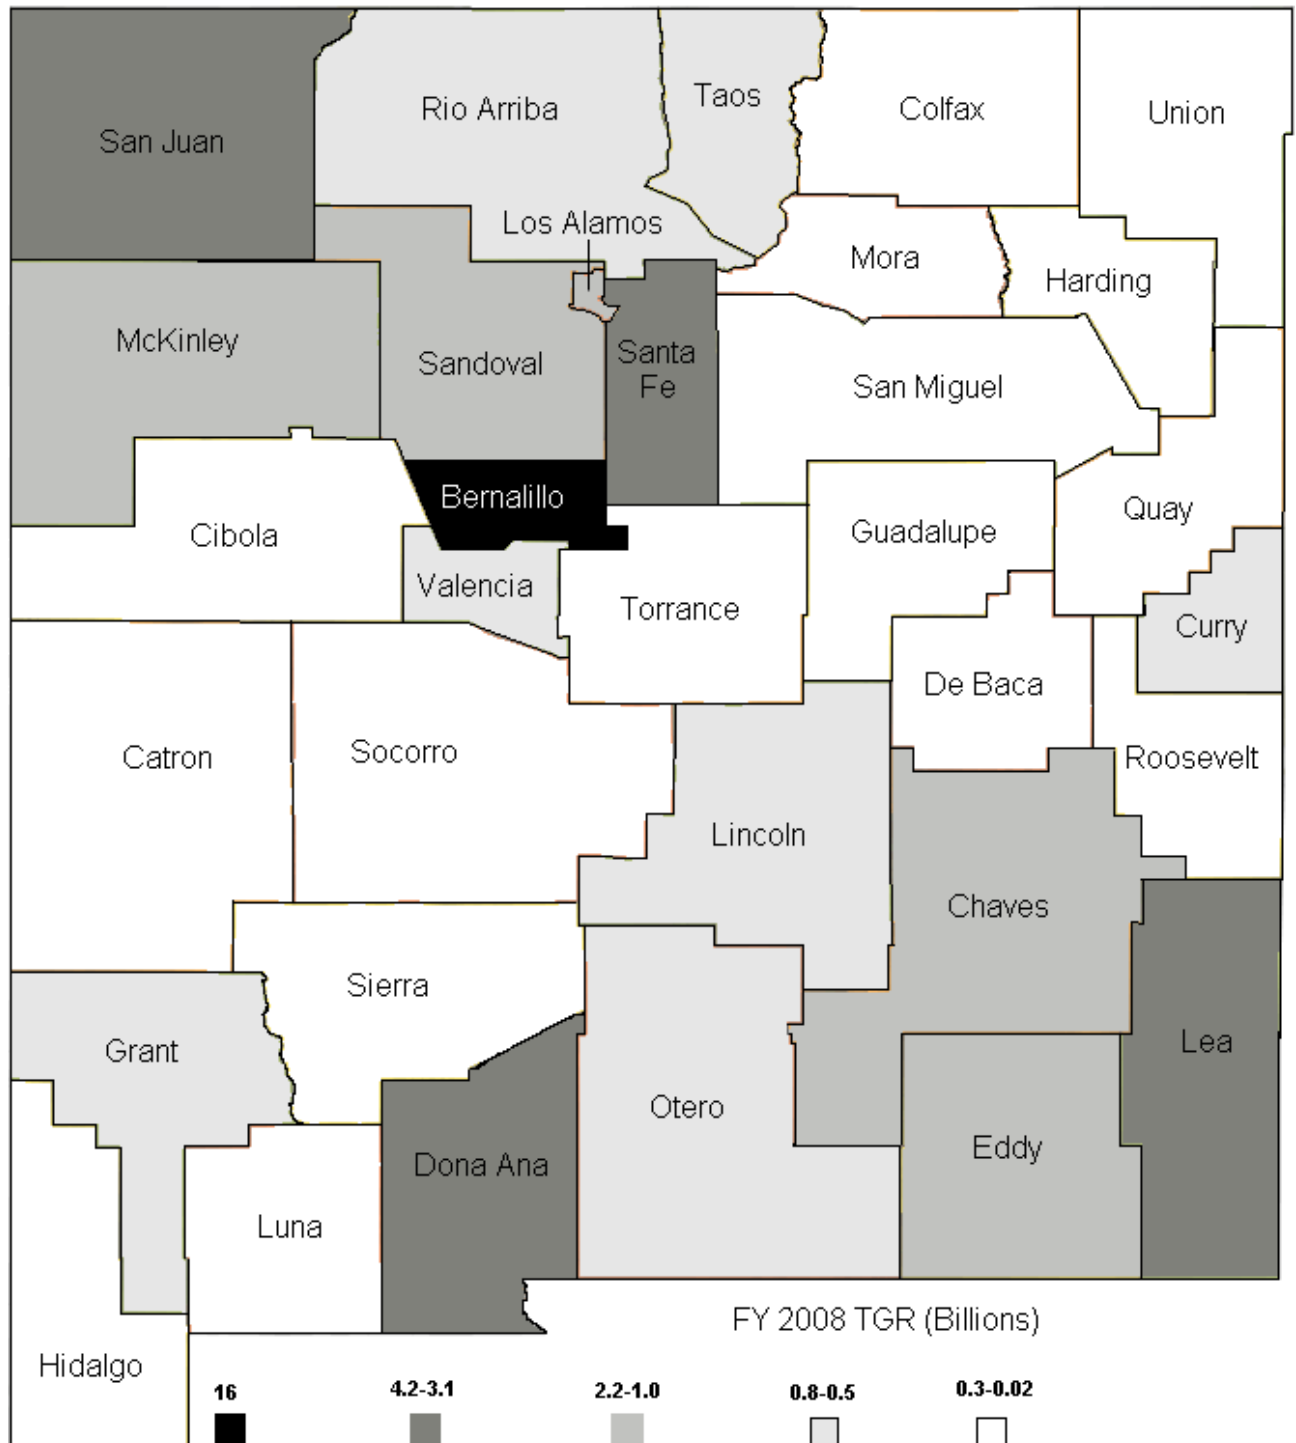 San Juan
Rio Arriba
Taos
Colfax
Union
Los Alamos
Mora
Harding
McKinley
Sandoval
Santa
Fe
San Miguel
Bernalillo
Cibola
Guadalupe
Quay
Valencia
Torrance
Curry
De Baca
Catron
Socorro
Roosevelt
Lincoln
Chaves
Sierra
Grant
Lea
Otero
Eddy
Dona Ana
Luna
Hidalgo
FY 2008 TGR (Billions)
16 4.2-3.1 2.2-1.0 0.8-0.5 0.3-0.02